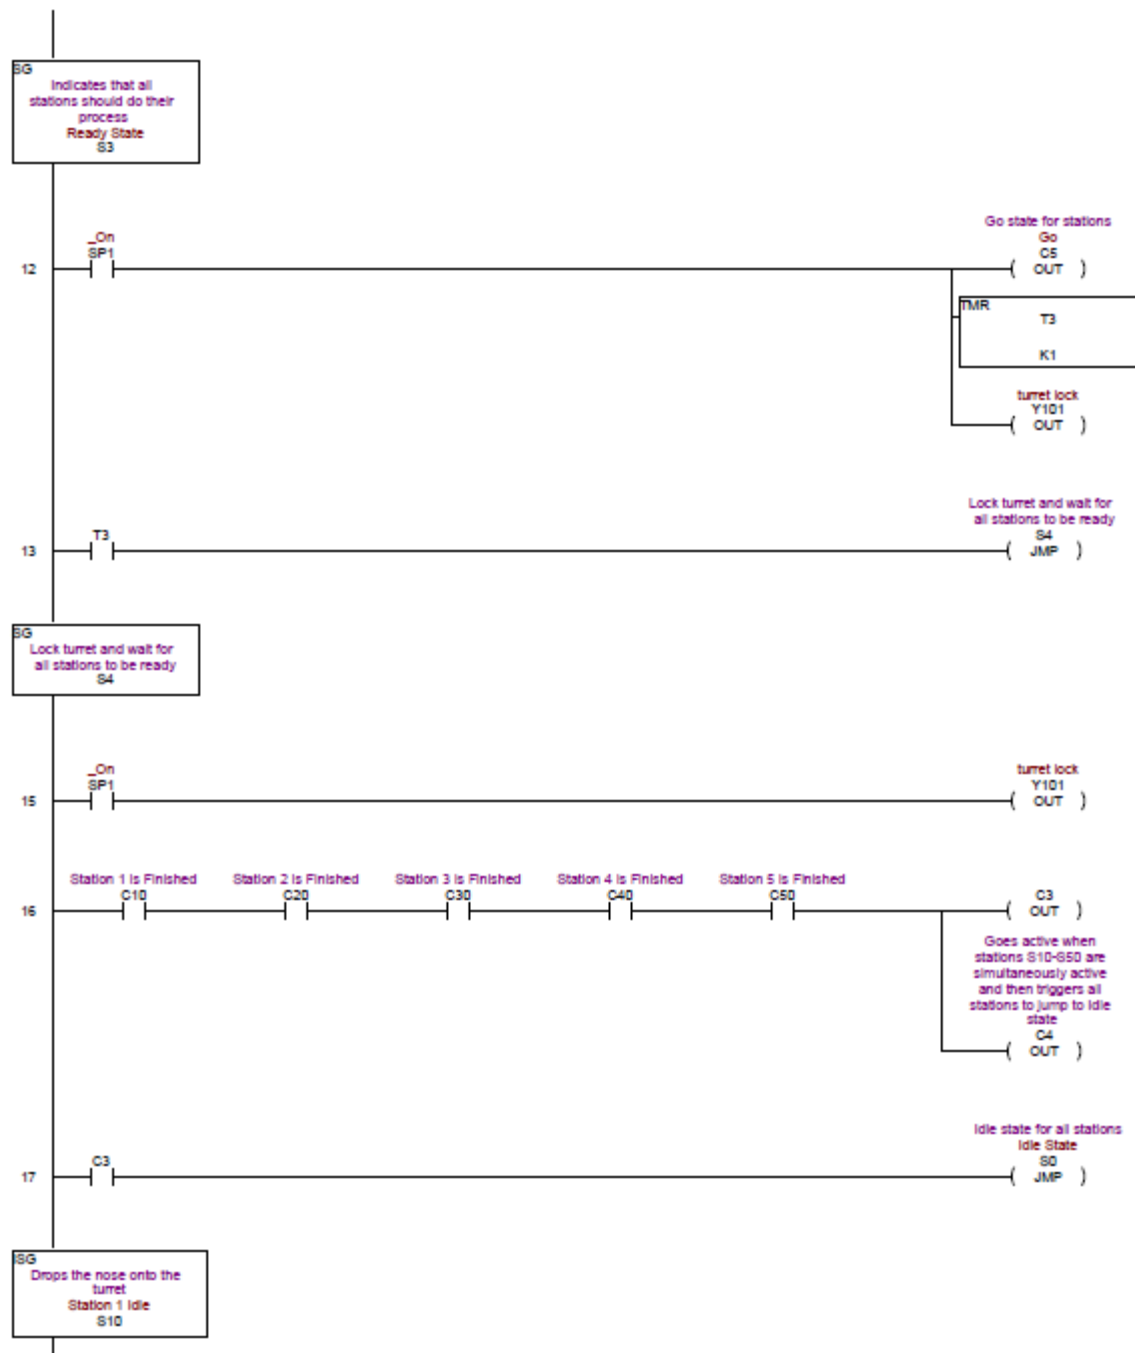 SG
Indicates that all
stations should do their
process
Ready State
S3
_On
SP1
12
Go state for stations
Go
C5
OUT
TMR
T3
K1
turret lock
Y101
OUT
T3
13
Lock turret and wait for
all stations to be ready
S4
JMP
SG
Lock turret and wait for
all stations to be ready
S4
_On
SP1
15
turret lock
Y101
OUT
Station 1 is Finished
C10
Station 2 is Finished
C20
Station 3 is Finished
C30
Station 4 is Finished
C40
Station 5 is Finished
C50
16
C3
OUT
Goes active when
stations S10-S50 are
simultaneously active
and then triggers all
stations to jump to idle
state
C4
OUT
C3
17
Idle state for all stations
Idle State
S0
JMP
ISG
Drops the nose onto the
turret
Station 1 Idle
S10